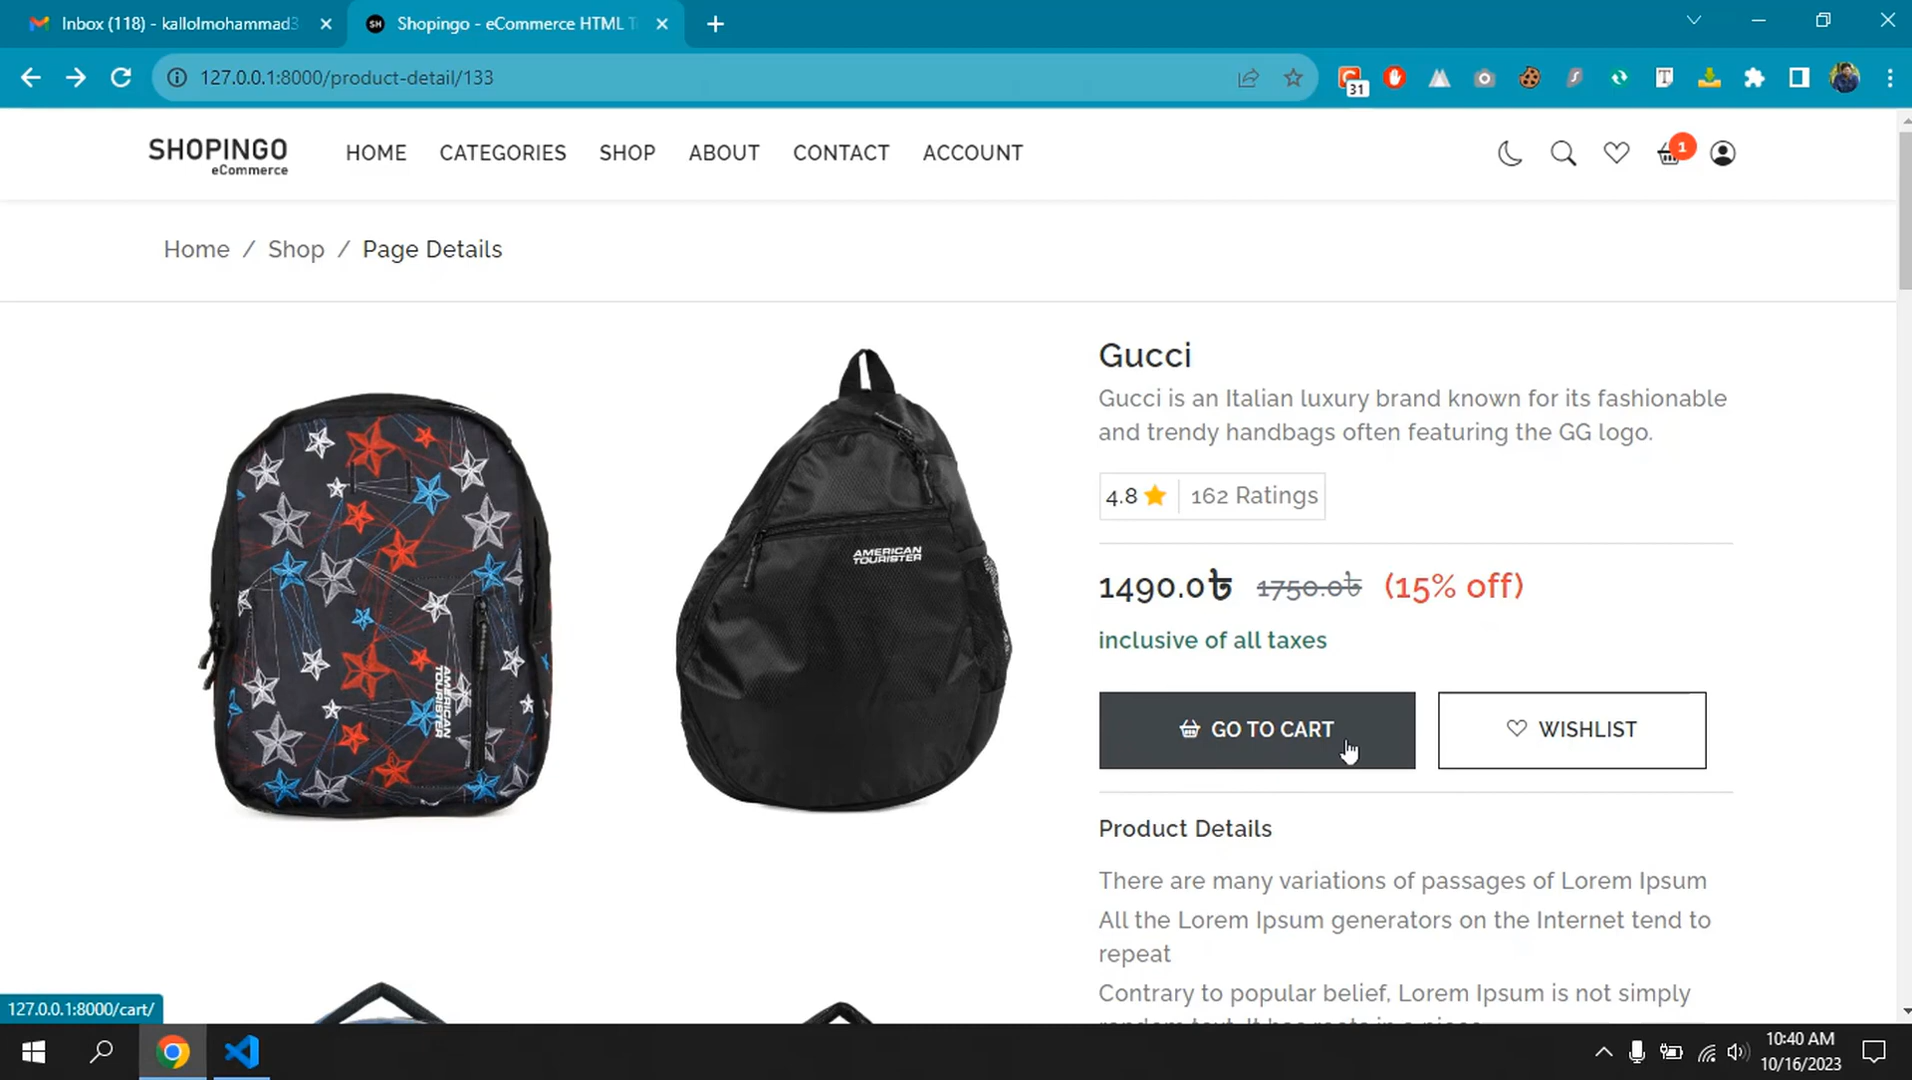 Inbox (118) - kallolmohammad3
Shopingo - eCommerce HTML T
127.0.0.1:8000/product-detail/133
31
SHOPINGO
eCommerce
HOME
CATEGORIES
SHOP
ABOUT
CONTACT
ACCOUNT
1
Home / Shop / Page Details
Gucci
Gucci is an Italian luxury brand known for its fashionable
and trendy handbags often featuring the GG logo.
4.8
162 Ratings
1490.0৳ 1750.0৳ (15% off)
inclusive of all taxes
GO TO CART
WISHLIST
Product Details
There are many variations of passages of Lorem Ipsum
All the Lorem Ipsum generators on the Internet tend to
repeat
Contrary to popular belief, Lorem Ipsum is not simply
AMERICAN
TOURISTER
AMERICAN
TOURISTER
127.0.0.1:8000/cart/
10:40 AM
10/16/2023